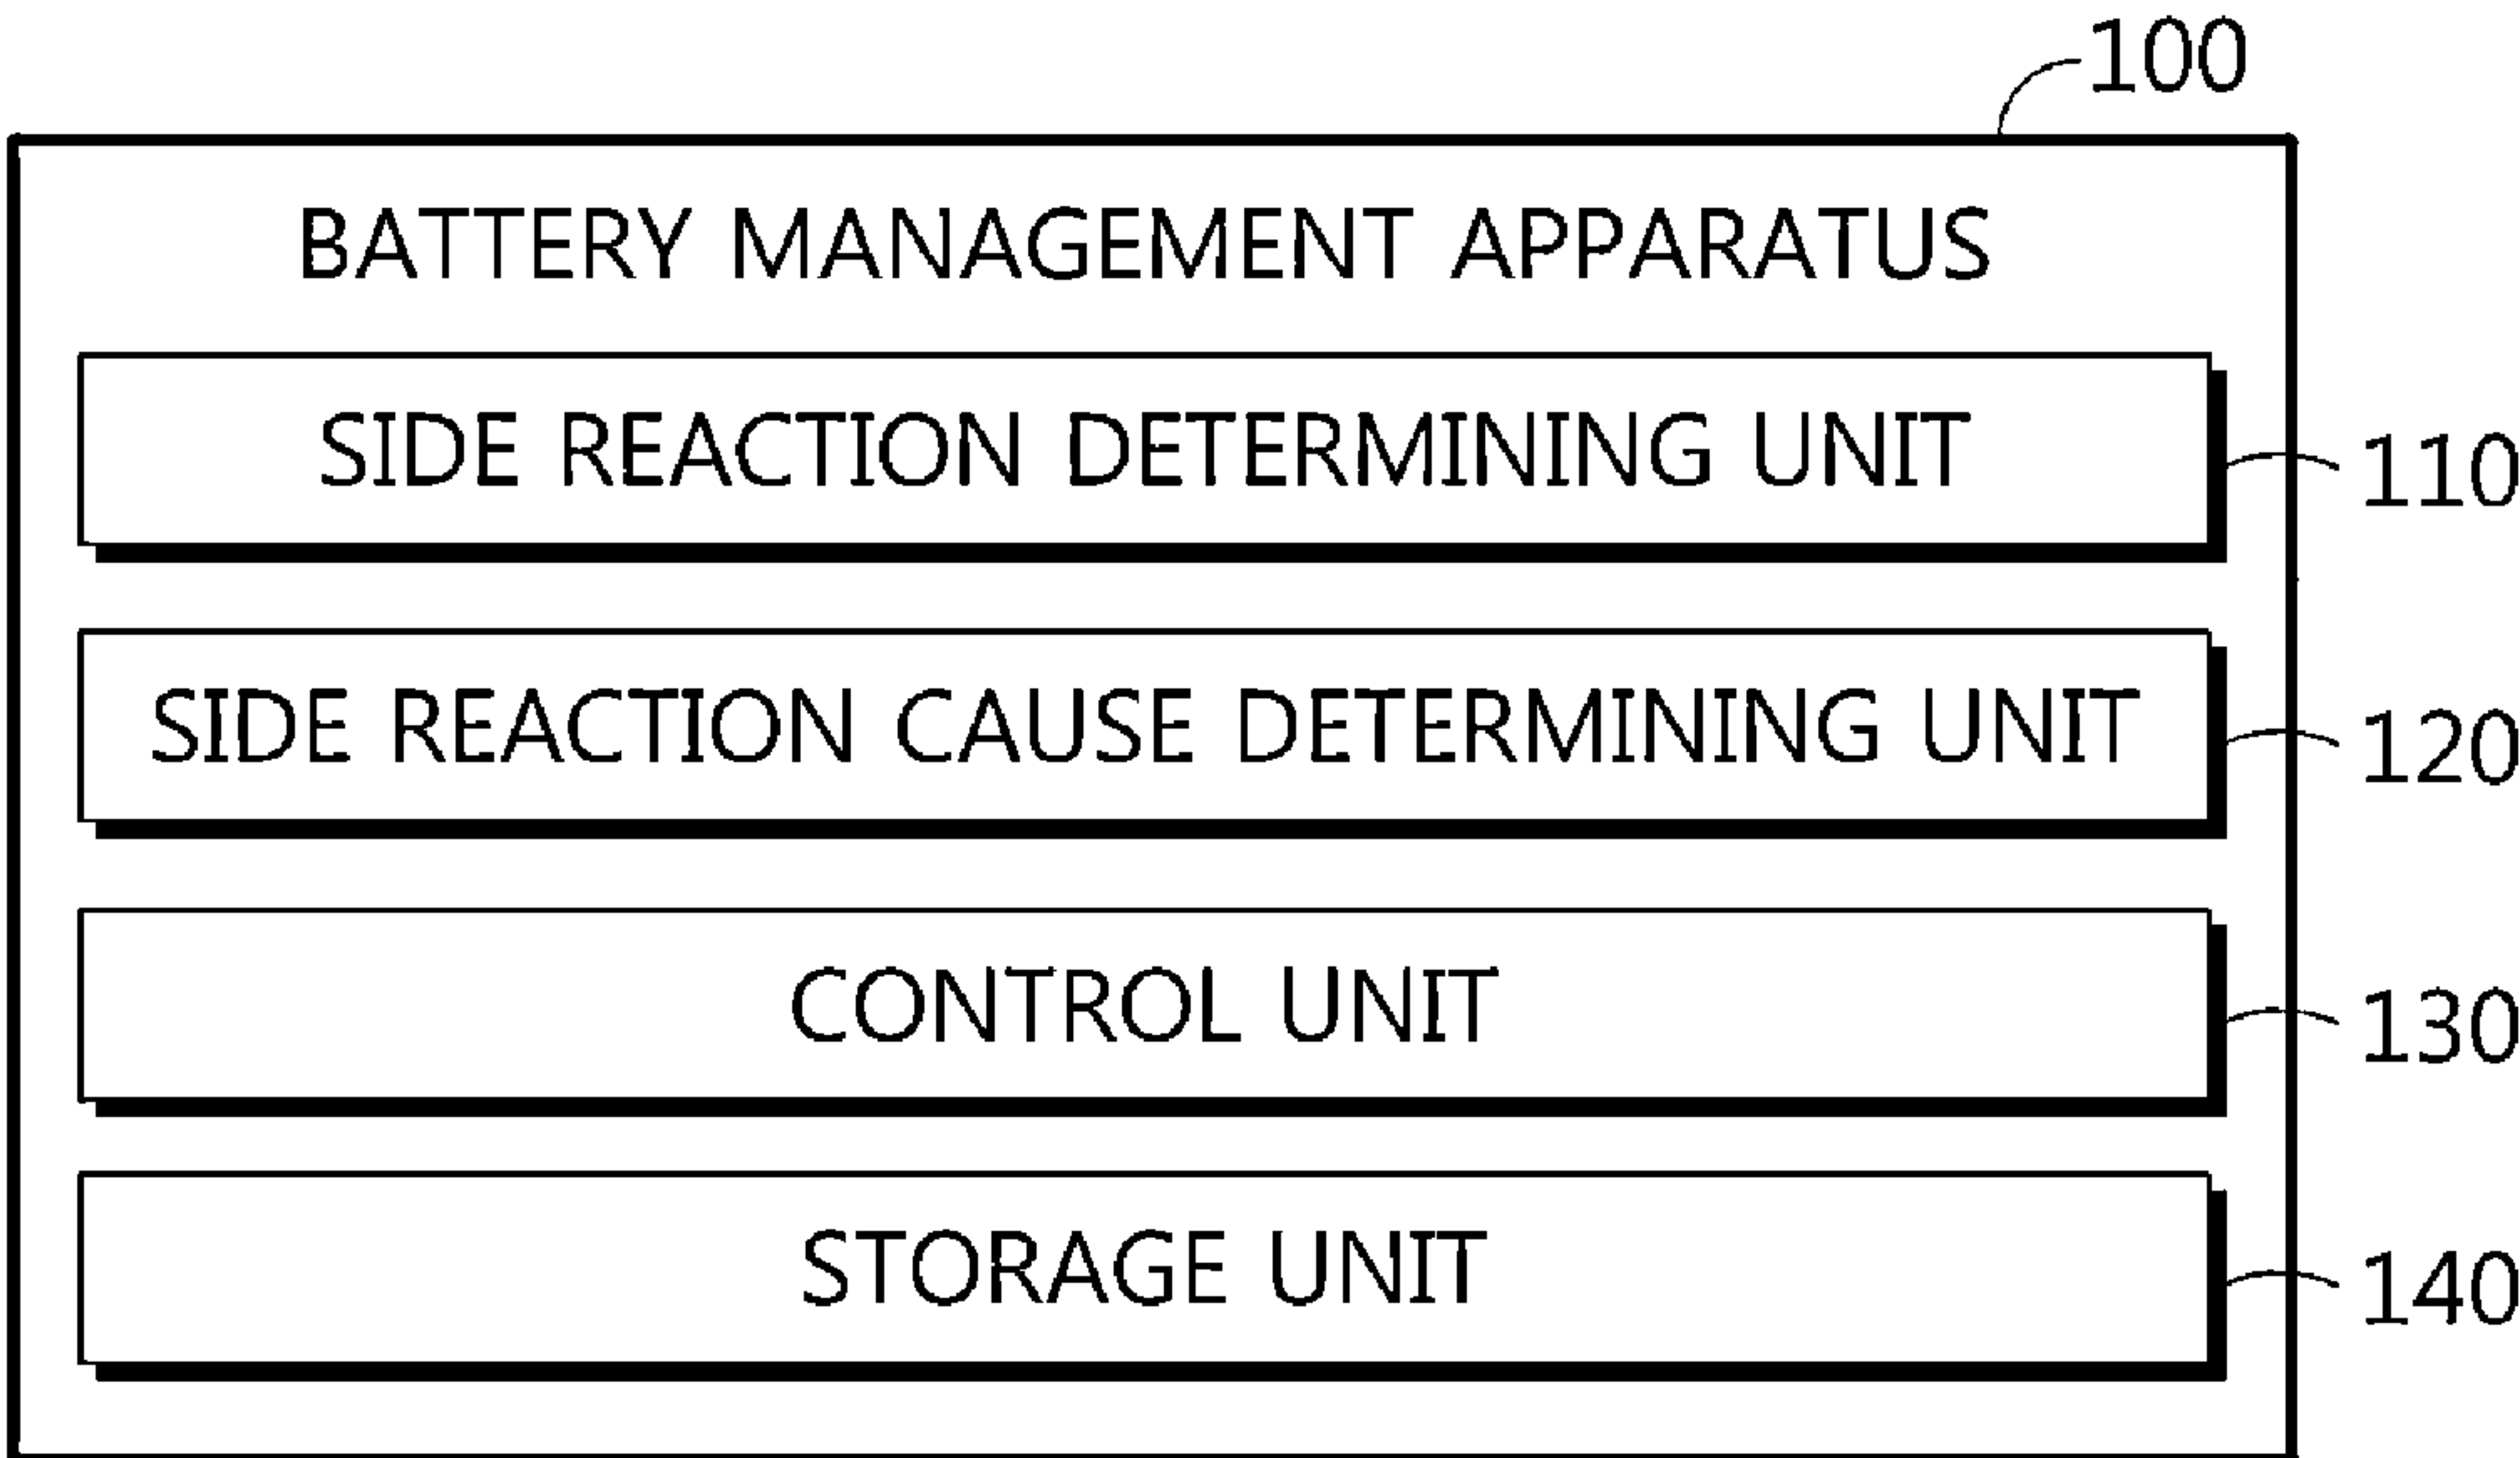 100
BATTERY MANAGEMENT APPARATUS
SIDE REACTION DETERMINING UNIT
110
SIDE REACTION CAUSE DETERMINING UNIT
120
CONTROL UNIT
130
STORAGE UNIT
140